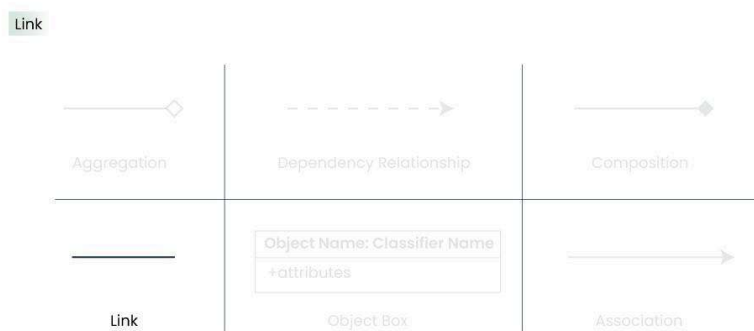 Link
Aggregation
Dependency Relationship
Composition
Object Name: Classifier Name
+attributes
Link
Object Box
Association